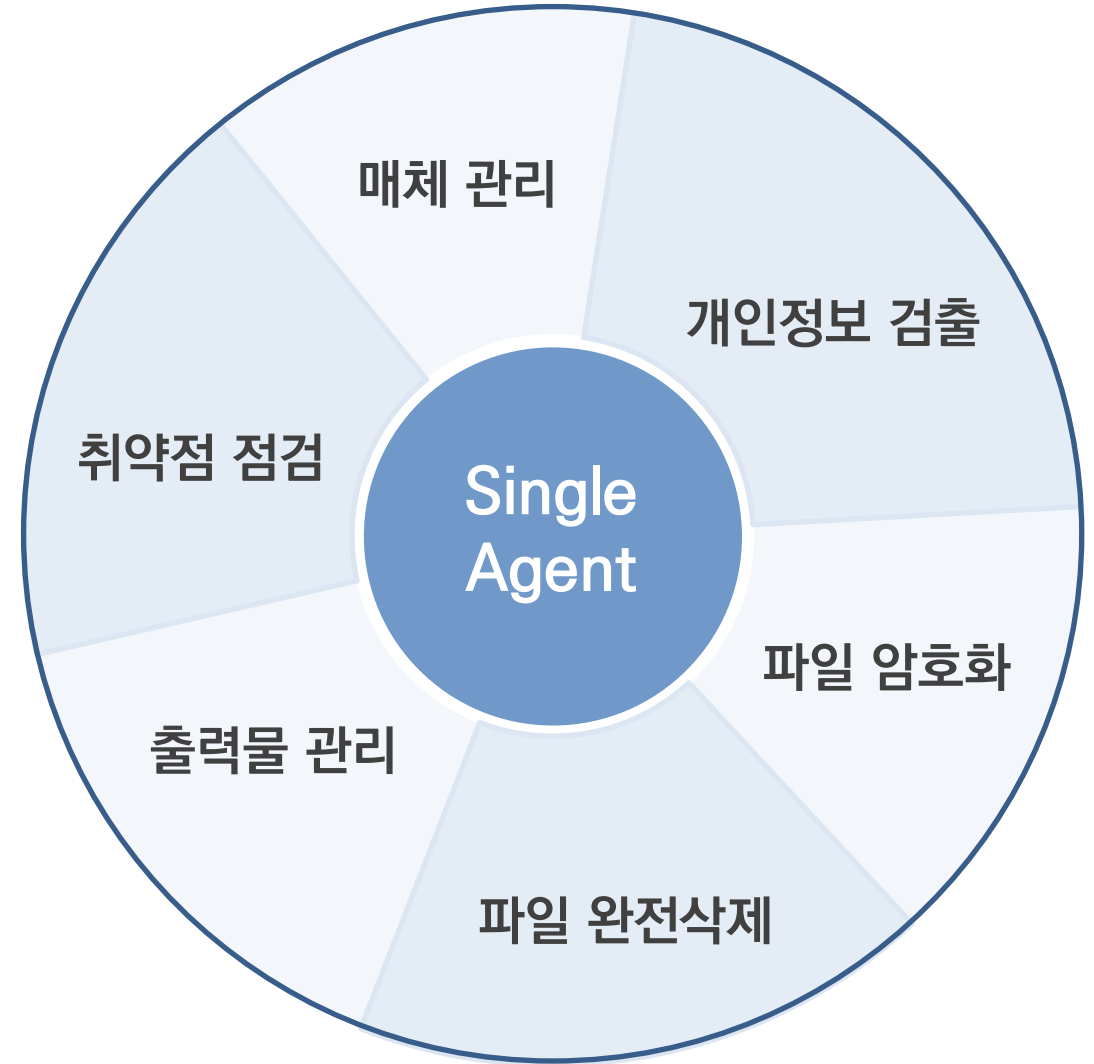 매체 관리
개인정보 검출
취약점 점검
Single
Agent
파일 암호화
출력물 관리
파일 완전삭제